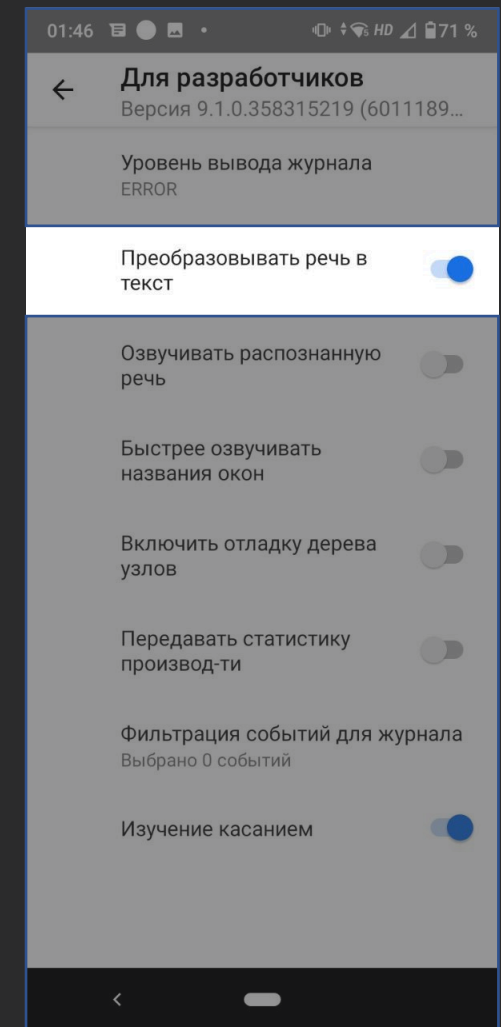 01:46 HD 71 %
Для разработчиков
Версия 9.1.0.358315219 (6011189...
Уровень вывода журнала
ERROR
Преобразовывать речь в
текст
Озвучивать распознанную
речь
Быстрее озвучивать
названия окон
Включить отладку дерева
узлов
Передавать статистику
производ-ти
Фильтрация событий для журнала
Выбрано 0 событий
Изучение касанием